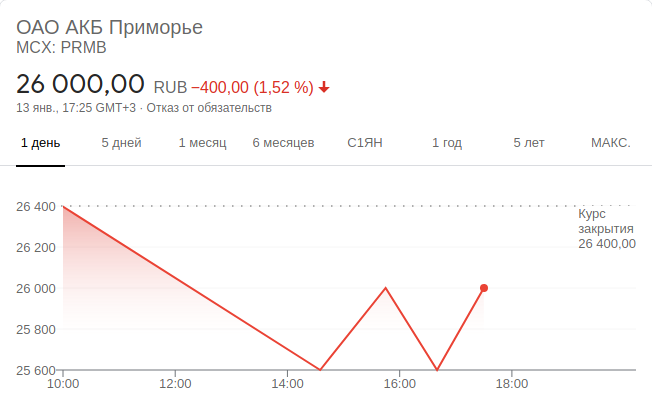 ОАО АКБ Приморье
MCX: PRMB
26 000,00 RUB −400,00 (1,52 %)
13 янв., 17:25 GMT+3 · Отказ от обязательств
1 день 5 дней 1 месяц 6 месяцев С1ЯН 1 год 5 лет МАКС.
26 400
Курс
закрытия
26 400,00
26 200
26 000
25 800
25 600
10:00 12:00 14:00 16:00 18:00